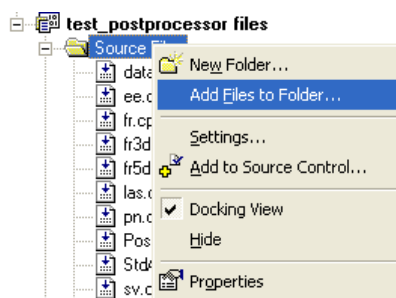 test_postprocessor files
Source
New Folder...
data
Add Files to Folder...
ee.c
fr.cp
Settings...
fr3d
Add to Source Control...
fr5d
las.c
Docking View
pn.c
Hide
Pos
Std
Properties
sv.c